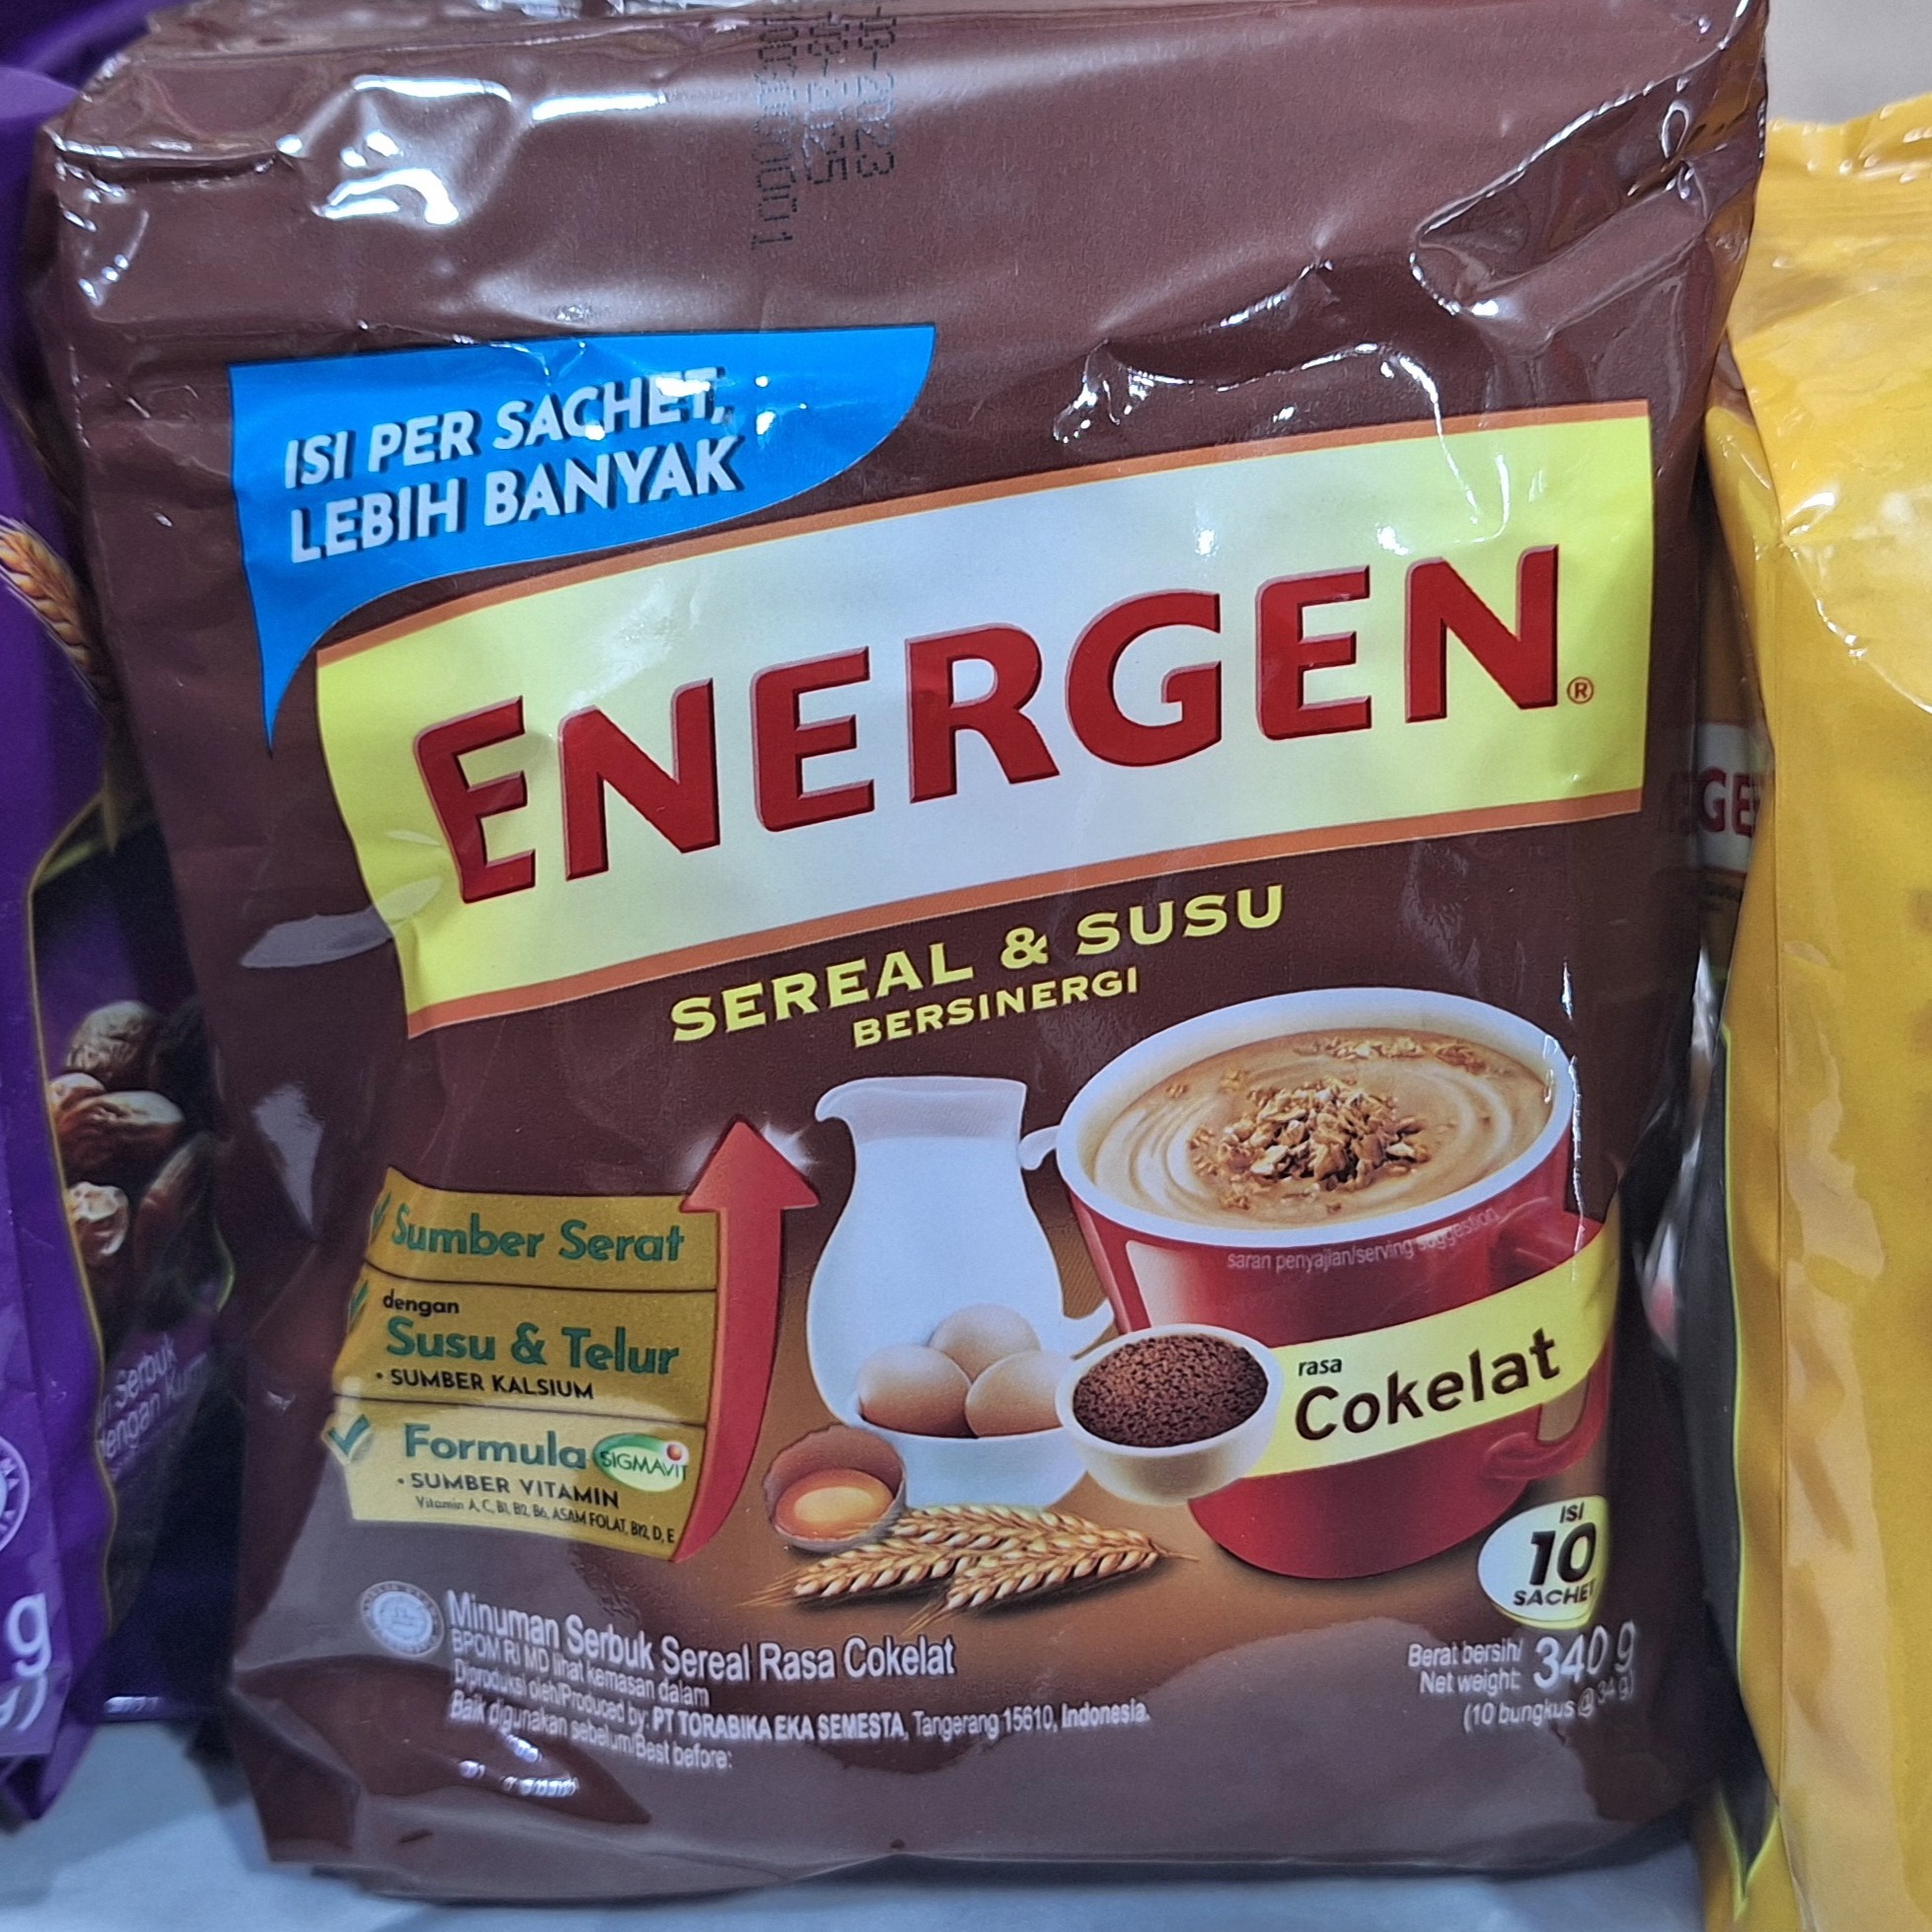 ISI PER SACHET,
LEBIH BANYAK
ENERGEN®
SEREAL & SUSU
BERSINERGI
Sumber Serat
dengan
Susu & Telur
• SUMBER KALSIUM
Formula SIGMAVIT
• SUMBER VITAMIN
Vitamin A, C, B1, B2, B6, ASAM FOLAT, B12, D, E
saran penyajian/serving suggestion
rasa
Cokelat
ISI
10
SACHET
Minuman Serbuk Sereal Rasa Cokelat
BPOM RI MD lihat kemasan dalam
Diproduksi oleh/Produced by: PT TORABIKA EKA SEMESTA, Tangerang 15610, Indonesia.
Baik digunakan sebelum/Best before:
Berat bersih/
Net weight: 340 g
(10 bungkus @ 34 g)
Serbuk
dengan
g
GE